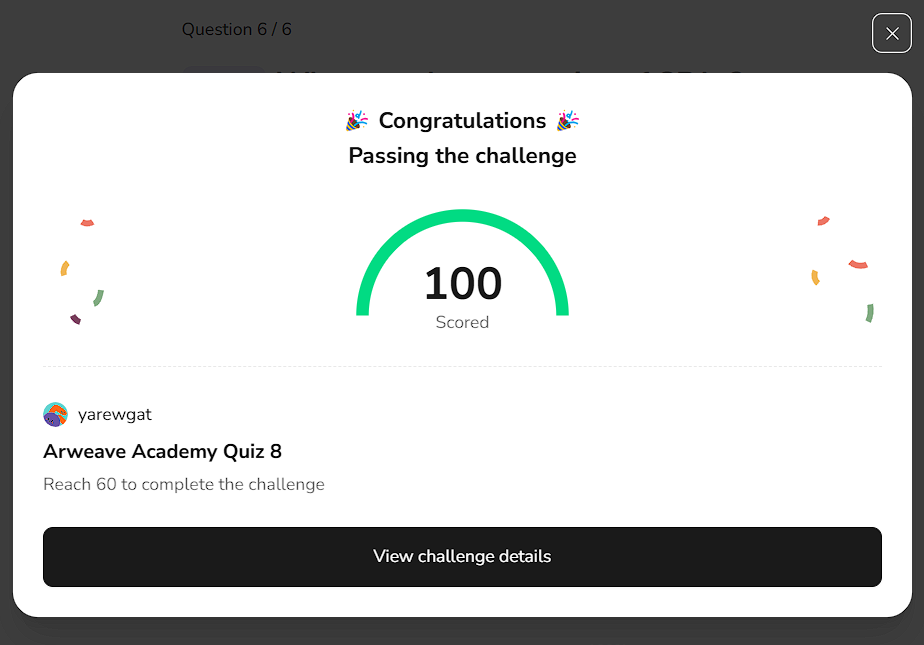 Question 6 / 6
🎉 Congratulations 🎉
Passing the challenge
100
Scored
yarewgat
Arweave Academy Quiz 8
Reach 60 to complete the challenge
View challenge details